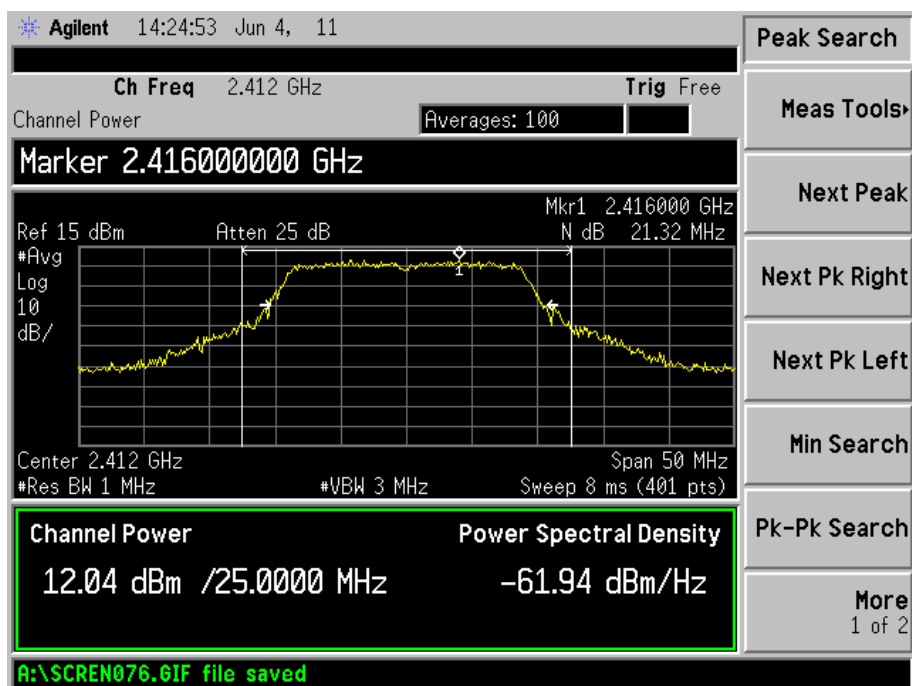 Agilent 14:24:53 Jun 4, 11
Peak Search
Ch Freq 2.412 GHz Trig Free
Channel Power Averages: 100
Meas Tools
Marker 2.416000000 GHz
Mkr1 2.416000 GHz
Ref 15 dBm Atten 25 dB N dB 21.32 MHz
Next Peak
#Avg
Log
10
dB/
1
Next Pk Right
Next Pk Left
Center 2.412 GHz Span 50 MHz
#Res BW 1 MHz #VBW 3 MHz Sweep 8 ms (401 pts)
Min Search
Channel Power Power Spectral Density
12.04 dBm /25.0000 MHz -61.94 dBm/Hz
Pk-Pk Search
More
1 of 2
A:\SCREN076.GIF file saved